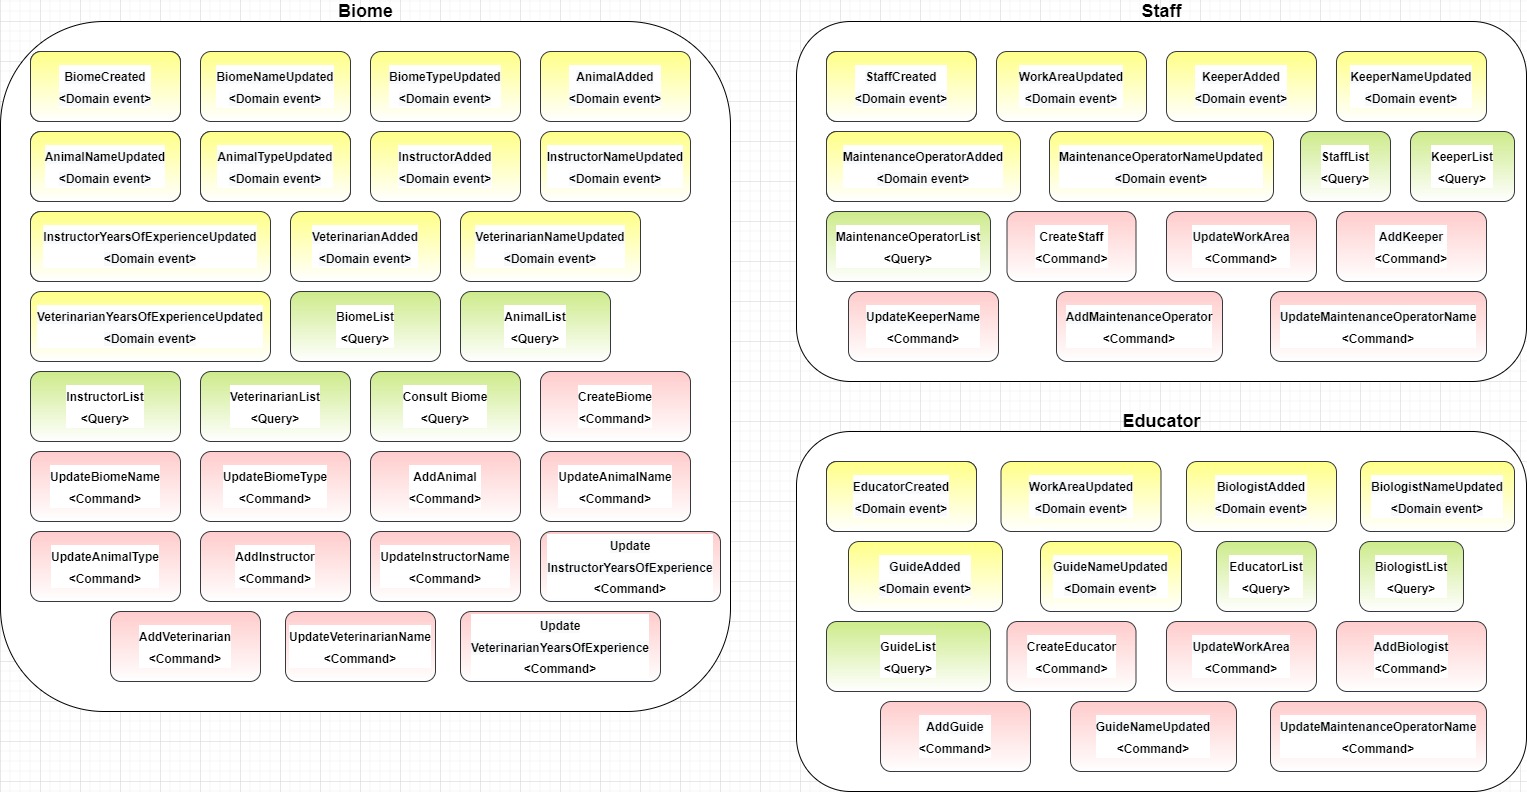 Biome
BiomeCreated
<Domain event>
BiomeNameUpdated
<Domain event>
BiomeTypeUpdated
<Domain event>
AnimalAdded
<Domain event>
AnimalNameUpdated
<Domain event>
AnimalTypeUpdated
<Domain event>
InstructorAdded
<Domain event>
InstructorNameUpdated
<Domain event>
InstructorYearsOfExperienceUpdated
<Domain event>
VeterinarianAdded
<Domain event>
VeterinarianNameUpdated
<Domain event>
VeterinarianYearsOfExperienceUpdated
<Domain event>
BiomeList
<Query>
AnimalList
<Query>
InstructorList
<Query>
VeterinarianList
<Query>
Consult Biome
<Query>
CreateBiome
<Command>
UpdateBiomeName
<Command>
UpdateBiomeType
<Command>
AddAnimal
<Command>
UpdateAnimalName
<Command>
UpdateAnimalType
<Command>
AddInstructor
<Command>
UpdateInstructorName
<Command>
Update
InstructorYearsOfExperience
<Command>
AddVeterinarian
<Command>
UpdateVeterinarianName
<Command>
Update
VeterinarianYearsOfExperience
<Command>
Staff
StaffCreated
<Domain event>
WorkAreaUpdated
<Domain event>
KeeperAdded
<Domain event>
KeeperNameUpdated
<Domain event>
MaintenanceOperatorAdded
<Domain event>
MaintenanceOperatorNameUpdated
<Domain event>
StaffList
<Query>
KeeperList
<Query>
MaintenanceOperatorList
<Query>
CreateStaff
<Command>
UpdateWorkArea
<Command>
AddKeeper
<Command>
UpdateKeeperName
<Command>
AddMaintenanceOperator
<Command>
UpdateMaintenanceOperatorName
<Command>
Educator
EducatorCreated
<Domain event>
WorkAreaUpdated
<Domain event>
BiologistAdded
<Domain event>
BiologistNameUpdated
<Domain event>
GuideAdded
<Domain event>
GuideNameUpdated
<Domain event>
EducatorList
<Query>
BiologistList
<Query>
GuideList
<Query>
CreateEducator
<Command>
UpdateWorkArea
<Command>
AddBiologist
<Command>
AddGuide
<Command>
GuideNameUpdated
<Command>
UpdateMaintenanceOperatorName
<Command>